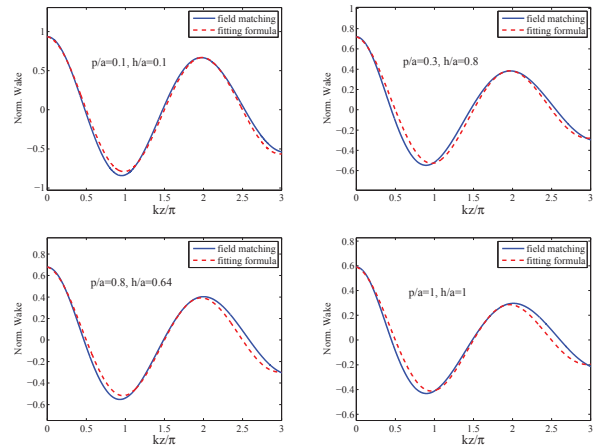 field matching
fitting formula
p/a=0.1, h/a=0.1
Norm. Wake
1
0.5
0
−0.5
−1
0 0.5 1 1.5 2 2.5 3
kz/π
field matching
fitting formula
p/a=0.3, h/a=0.8
Norm. Wake
0.8
0.6
0.4
0.2
0
−0.2
−0.4
−0.6
0 0.5 1 1.5 2 2.5 3
kz/π
field matching
fitting formula
p/a=0.8, h/a=0.64
Norm. Wake
0.8
0.6
0.4
0.2
0
−0.2
−0.4
−0.6
0 0.5 1 1.5 2 2.5 3
kz/π
field matching
fitting formula
p/a=1, h/a=1
Norm. Wake
0.8
0.6
0.4
0.2
0
−0.2
−0.4
−0.6
0 0.5 1 1.5 2 2.5 3
kz/π